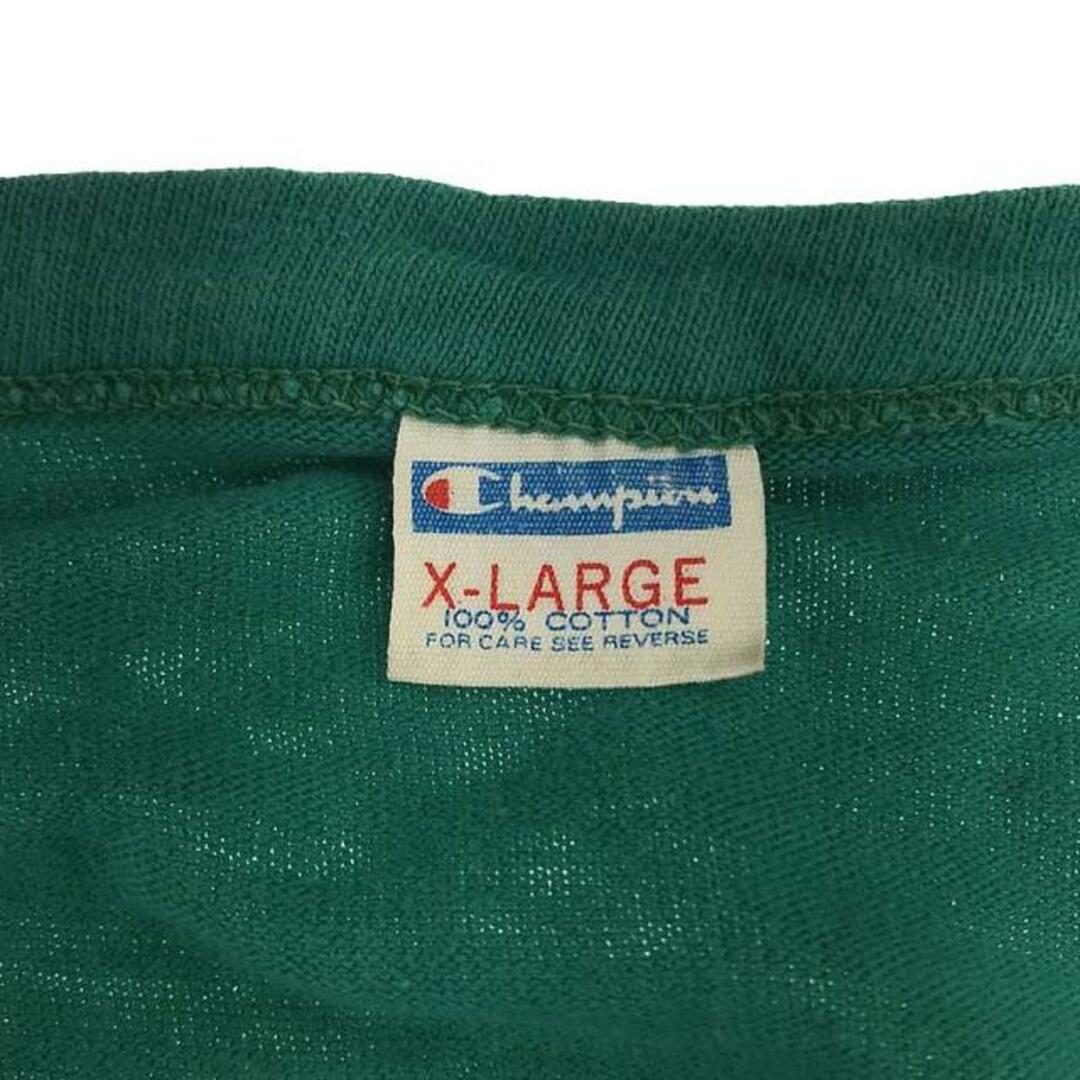 Champion
X-LARGE
100% COTTON
FOR CARE SEE REVERSE